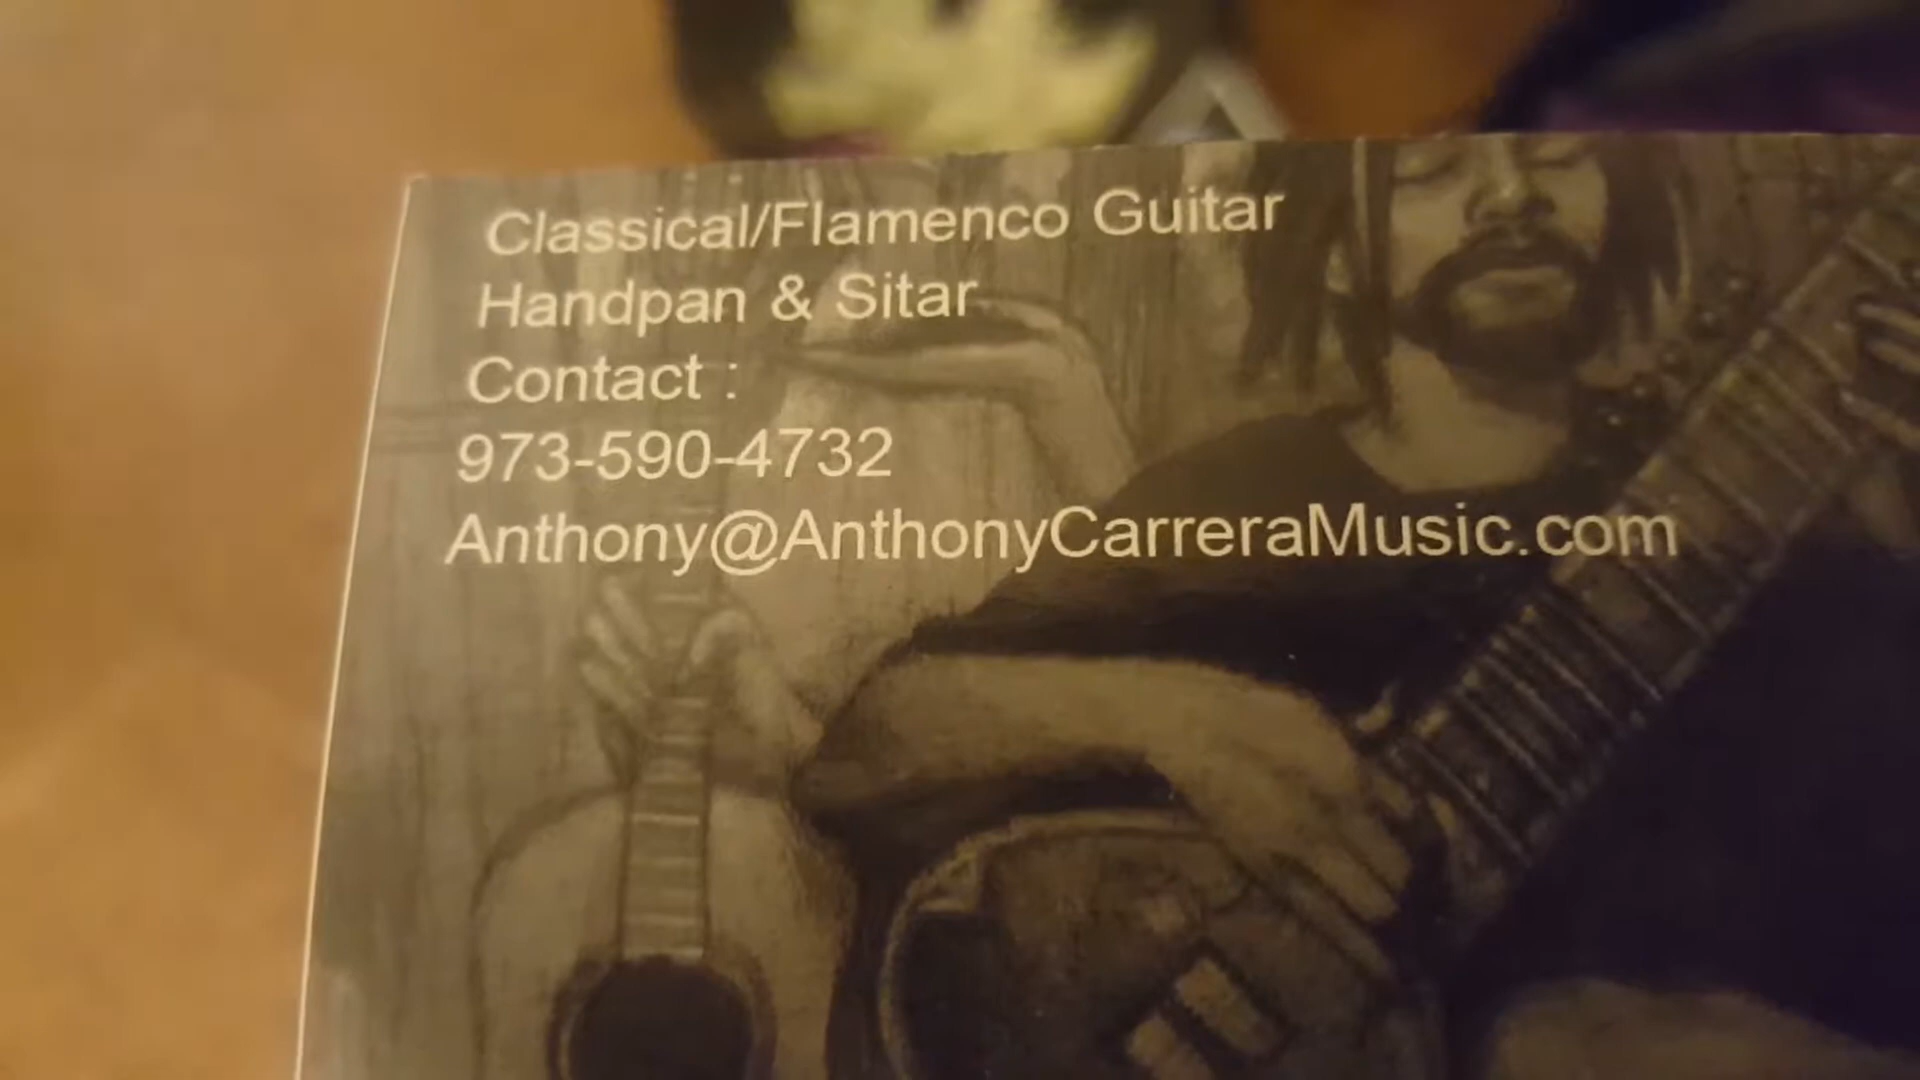 Classical/Flamenco Guitar
Handpan & Sitar
Contact :
973-590-4732
Anthony@AnthonyCarreraMusic.com